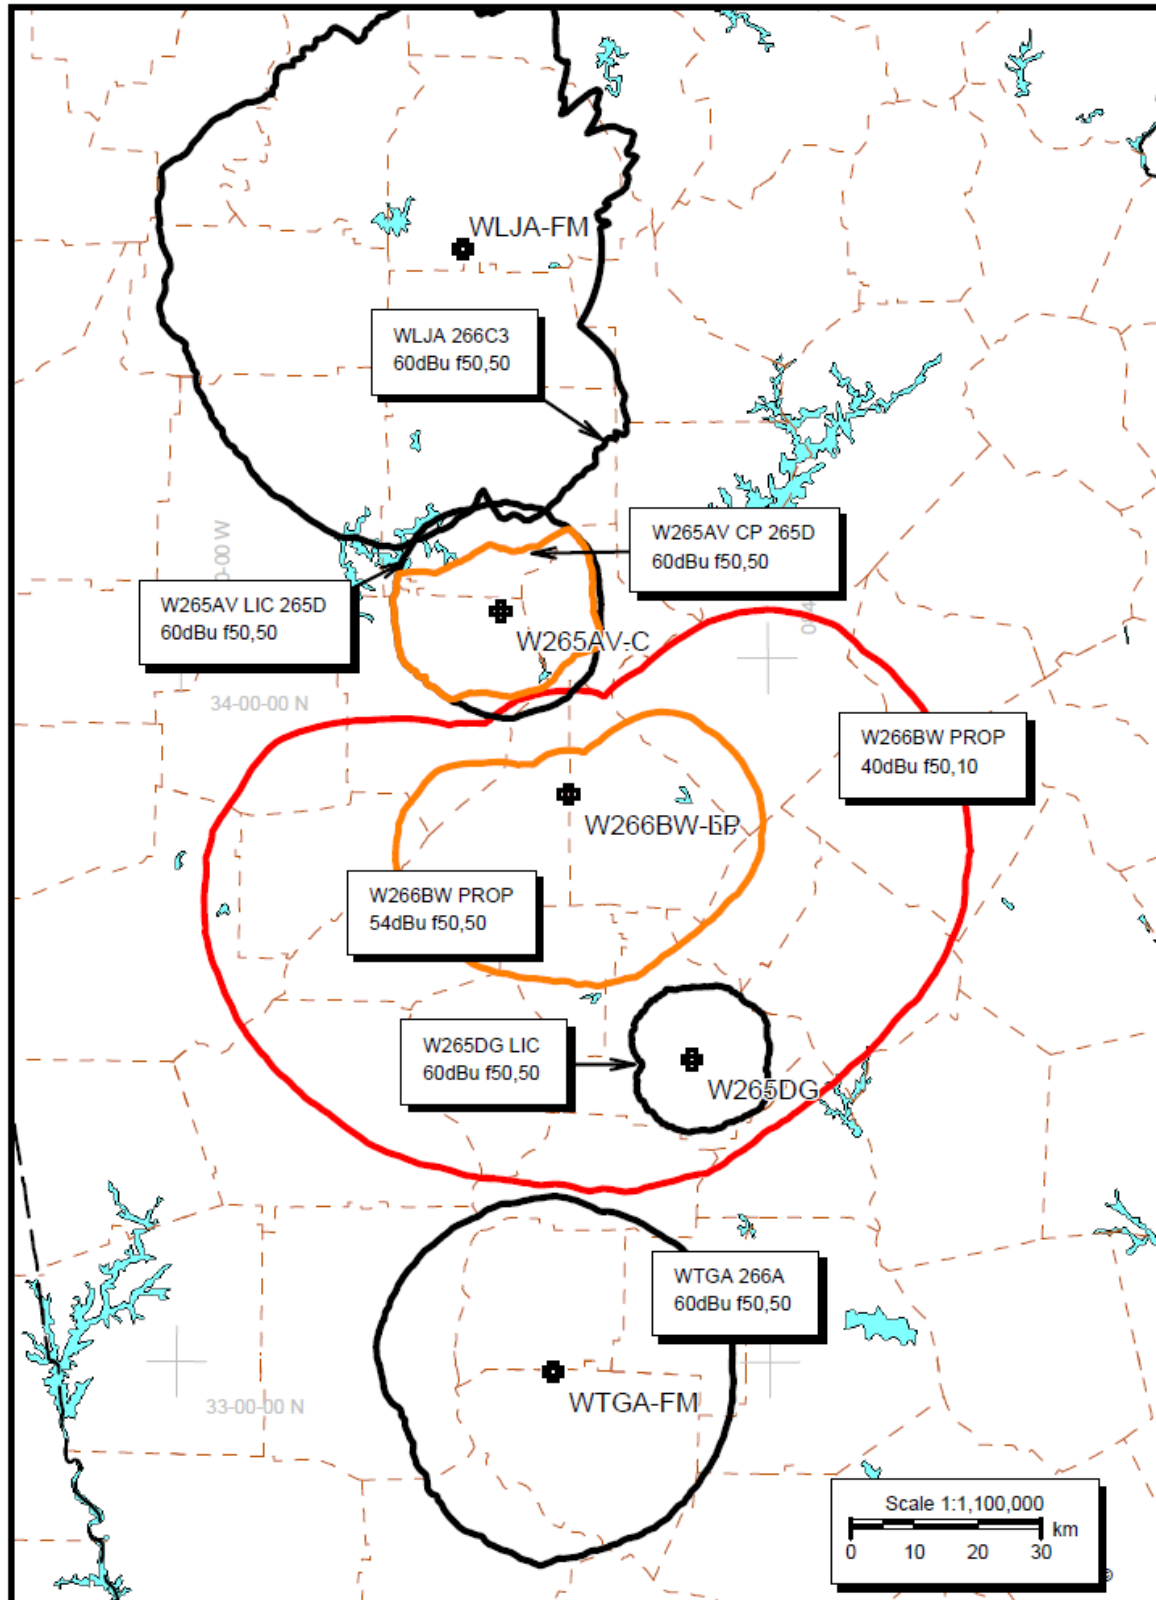 WLJA-FM
WLJA 266C3
60dBu f50,50
W265AV CP 265D
60dBu f50,50
0-00 W
W265AV LIC 265D
60dBu f50,50
W265AV-C
34-00-00 N
W266BW PROP
40dBu f50,10
W266BW PROP
54dBu f50,50
W265DG LIC
60dBu f50,50
W265DG
WTGA 266A
60dBu f50,50
WTGA-FM
33-00-00 N
Scale 1:1,100,000
km
0 10 20 30